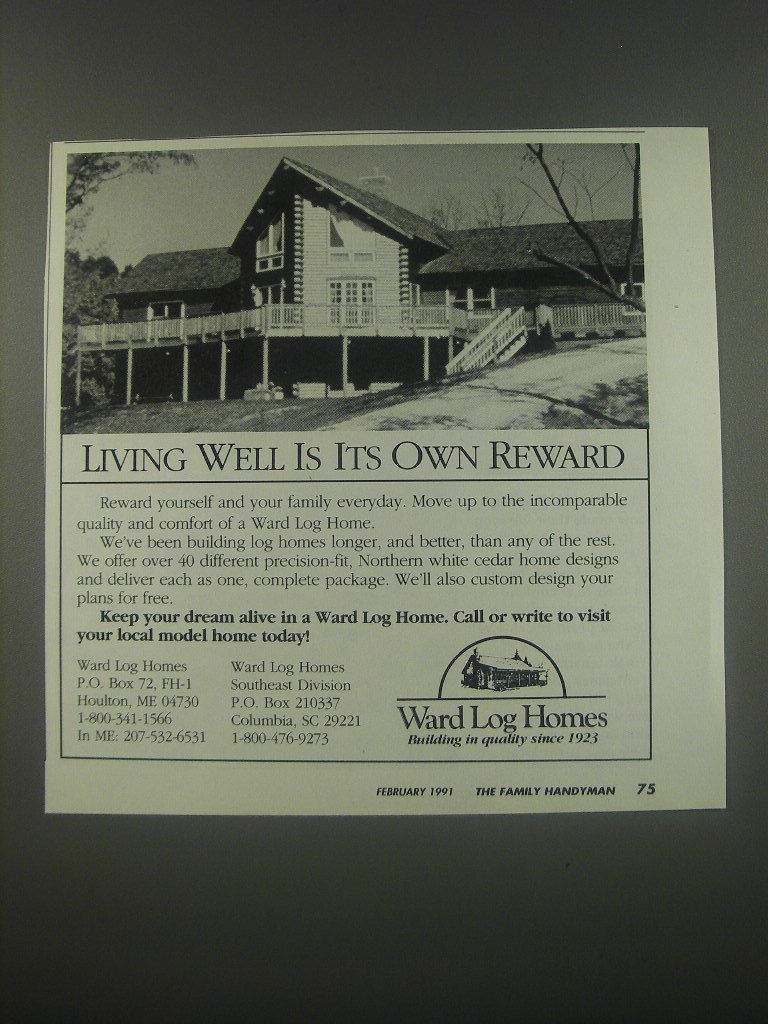 LIVING WELL IS ITS OWN REWARD
Reward yourself and your family everyday. Move up to the incomparable
quality and comfort of a Ward Log Home.
We've been building log homes longer, and better, than any of the rest.
We offer over 40 different precision-fit, Northern white cedar home designs
and deliver each as one, complete package. We'll also custom design your
plans for free.
Keep your dream alive in a Ward Log Home. Call or write to visit
your local model home today!
Ward Log Homes
P.O. Box 72, FH-1
Houlton, ME 04730
1-800-341-1566
In ME: 207-532-6531
Ward Log Homes
Southeast Division
P.O. Box 210337
Columbia, SC 29221
1-800-476-9273
Ward Log Homes
Building in quality since 1923
FEBRUARY 1991 THE FAMILY HANDYMAN 75